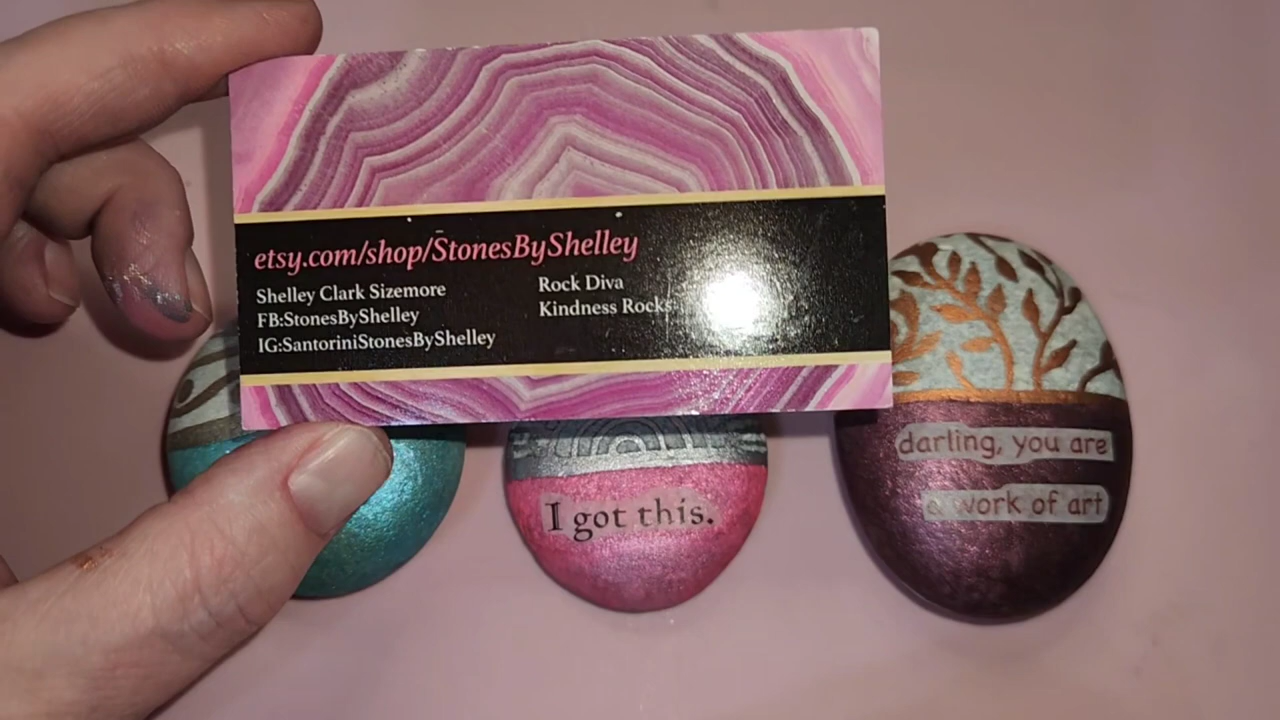 etsy.com/shop/StonesByShelley
Shelley Clark Sizemore
FB:StonesByShelley
IG:SantoriniStonesByShelley
Rock Diva
Kindness Rocks
I got this.
darling, you are
a work of art